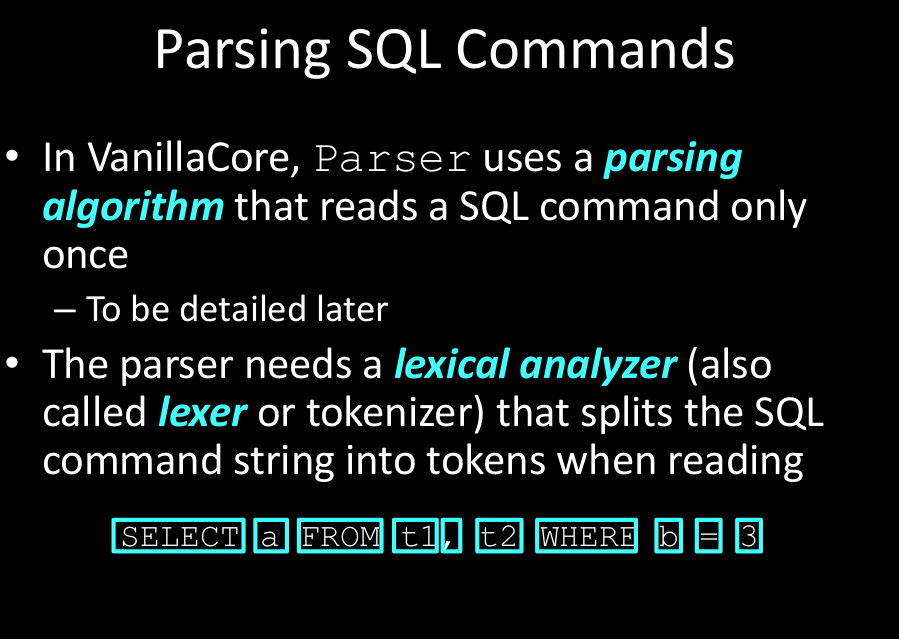 Parsing SQL Commands
• In VanillaCore, Parser uses a parsing
algorithm that reads a SQL command only
once
– To be detailed later
• The parser needs a lexical analyzer (also
called lexer or tokenizer) that splits the SQL
command string into tokens when reading
SELECT a FROM t1, t2 WHERE b = 3